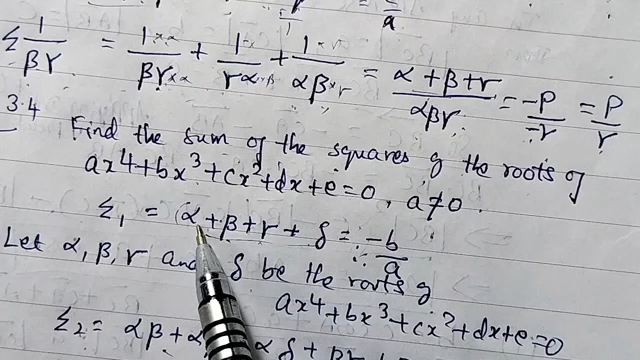 Σ 1/βγ = 1/βγ ×α/×α + 1/γα ×β/×β + 1/αβ ×γ/×γ = α + β + γ/αβγ = -p/-r = p/r
3.4 Find the sum of the squares of the roots of
ax⁴+bx³+cx²+dx+e=0, a≠0.
Σ₁ = α+β+γ+δ = -b/a
Let α, β, γ and δ be the roots of
ax⁴+bx³+cx²+dx+e=0
Σ₂ = αβ+α